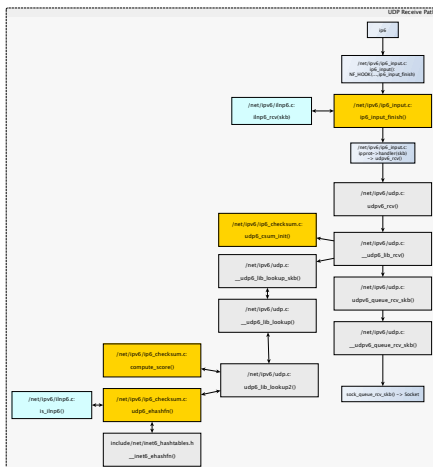 UDP Receive Path
ip6
/net/ipv6/ip6_input.c:
ip6_input()
NF_HOOK(...,ip6_input_finish)
/net/ipv6/ilnp6.c:
ilnp6_rcv(skb)
/net/ipv6/ip6_input.c:
ip6_input_finish()
/net/ipv6/ip6_input.c:
ipprot->handler(skb)
-> udpv6_rcv()
/net/ipv6/udp.c:
udpv6_rcv()
/net/ipv6/ip6_checksum.c:
udp6_csum_init()
/net/ipv6/udp.c:
__udp6_lib_rcv()
/net/ipv6/udp.c:
__udp6_lib_lookup_skb()
/net/ipv6/udp.c:
udpv6_queue_rcv_skb()
/net/ipv6/udp.c:
__udp6_lib_lookup()
/net/ipv6/udp.c:
__udpv6_queue_rcv_skb()
/net/ipv6/ip6_checksum.c:
compute_score()
/net/ipv6/udp.c:
udp6_lib_lookup2()
sock_queue_rcv_skb() -> Socket
/net/ipv6/ilnp6.c:
is_ilnp6()
/net/ipv6/ip6_checksum.c:
udp6_ehashfn()
include/net/inet6_hashtables.h
__inet6_ehashfn()